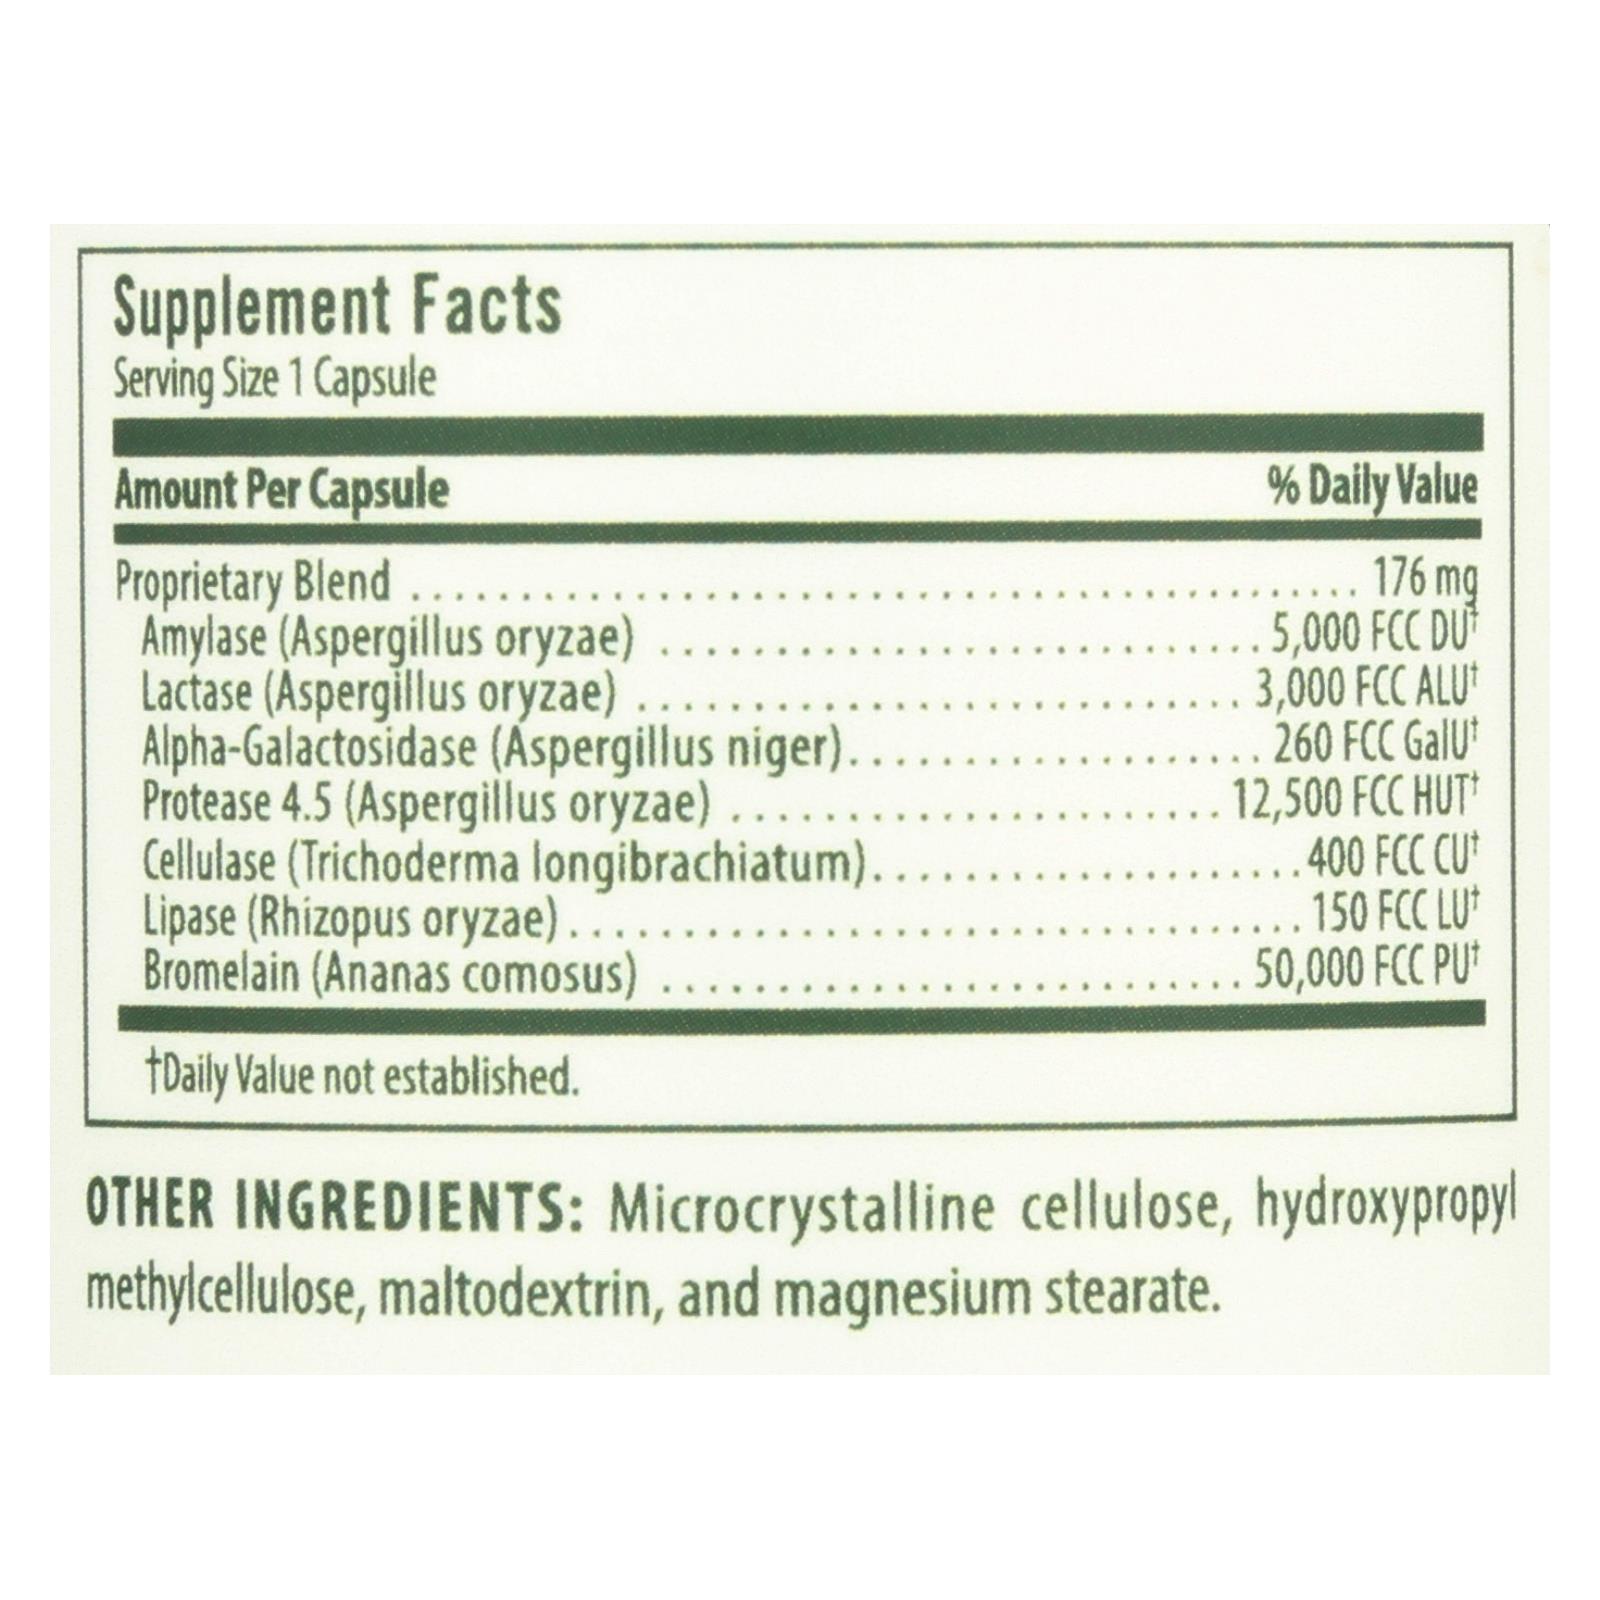 Supplement Facts
Serving Size 1 Capsule
Amount Per Capsule % Daily Value
Proprietary Blend ........................................... 176 mg
Amylase (Aspergillus oryzae) .......................... 5,000 FCC DU†
Lactase (Aspergillus oryzae) .......................... 3,000 FCC ALU†
Alpha-Galactosidase (Aspergillus niger).................. 260 FCC GalU†
Protease 4.5 (Aspergillus oryzae) ..................... 12,500 FCC HUT†
Cellulase (Trichoderma longibrachiatum)................... 400 FCC CU†
Lipase (Rhizopus oryzae)................................ 150 FCC LU†
Bromelain (Ananas comosus) ......................... 50,000 FCC PU†
†Daily Value not established.
OTHER INGREDIENTS: Microcrystalline cellulose, hydroxypropyl
methylcellulose, maltodextrin, and magnesium stearate.